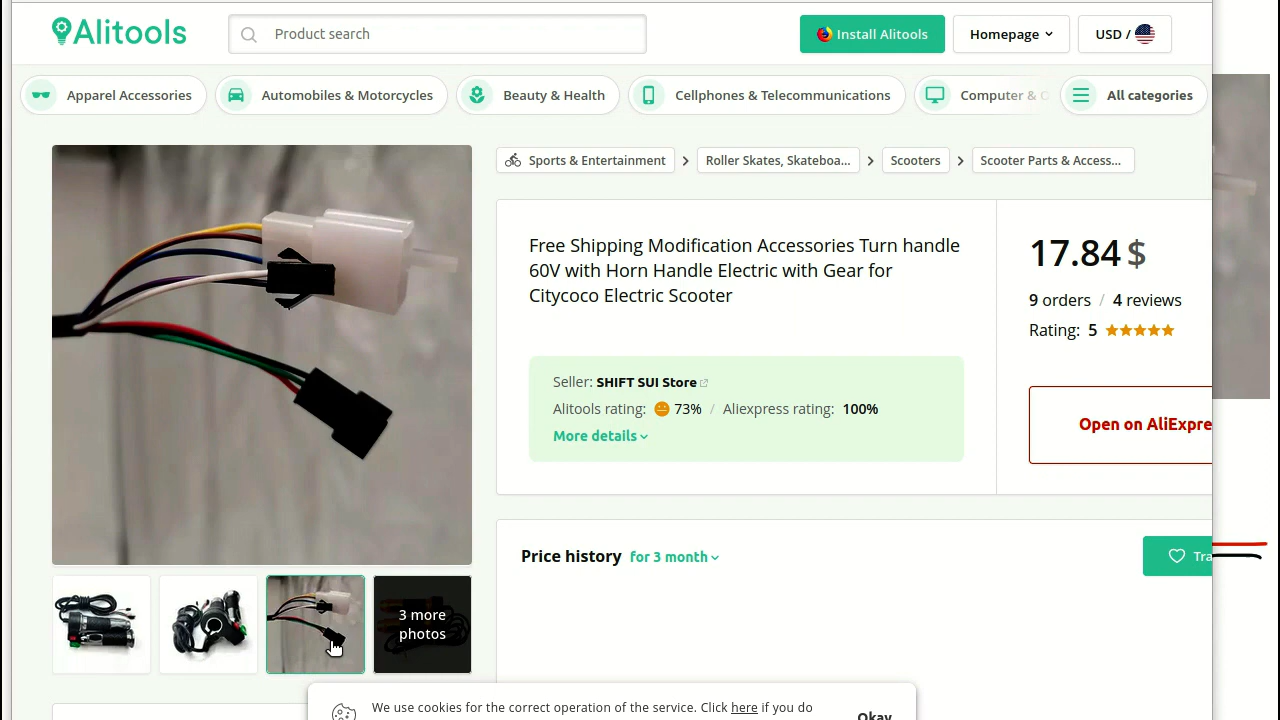 Alitools
Product search
Install Alitools
Homepage
USD /
Apparel Accessories
Automobiles & Motorcycles
Beauty & Health
Cellphones & Telecommunications
Computer & O
All categories
Sports & Entertainment
Roller Skates, Skateboa...
Scooters
Scooter Parts & Access...
Free Shipping Modification Accessories Turn handle
60V with Horn Handle Electric with Gear for
Citycoco Electric Scooter
17.84 $
9 orders / 4 reviews
Rating: 5
Seller: SHIFT SUI Store
Alitools rating: 73% / Aliexpress rating: 100%
More details
Open on AliExpre
Price history for 3 month
Tra
3 more
photos
We use cookies for the correct operation of the service. Click here if you do
Okay